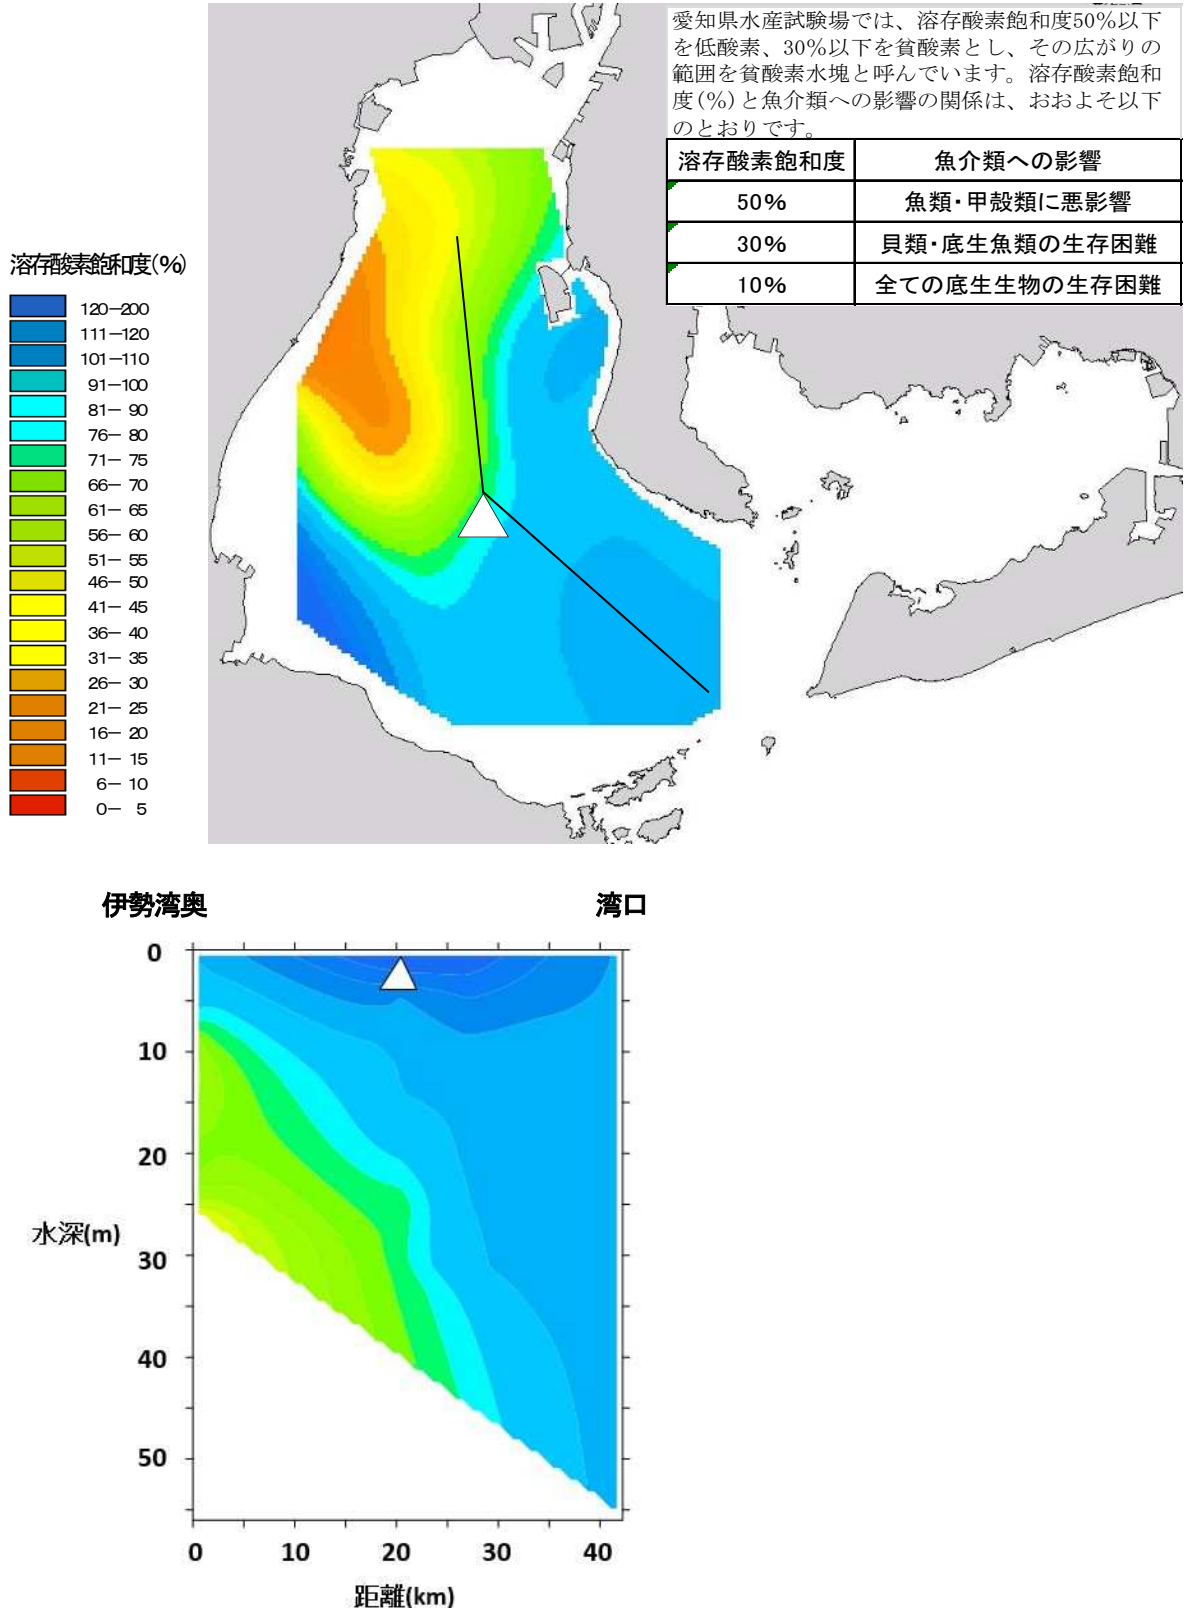 愛知県水産試験場では、溶存酸素飽和度50%以下
を低酸素、30%以下を貧酸素とし、その広がりの
範囲を貧酸素水塊と呼んでいます。溶存酸素飽和
度(%)と魚介類への影響の関係は、おおよそ以下
のとおりです。
溶存酸素飽和度 魚介類への影響
50% 魚類・甲殻類に悪影響
30% 貝類・底生魚類の生存困難
10% 全ての底生生物の生存困難
溶存酸素飽和度(%)
120-200
111-120
101-110
91-100
81- 90
76- 80
71- 75
66- 70
61- 65
56- 60
51- 55
46- 50
41- 45
36- 40
31- 35
26- 30
21- 25
16- 20
11- 15
6- 10
0- 5
伊勢湾奥 湾口
0
10
20
水深(m)
30
40
50
0 10 20 30 40
距離(km)